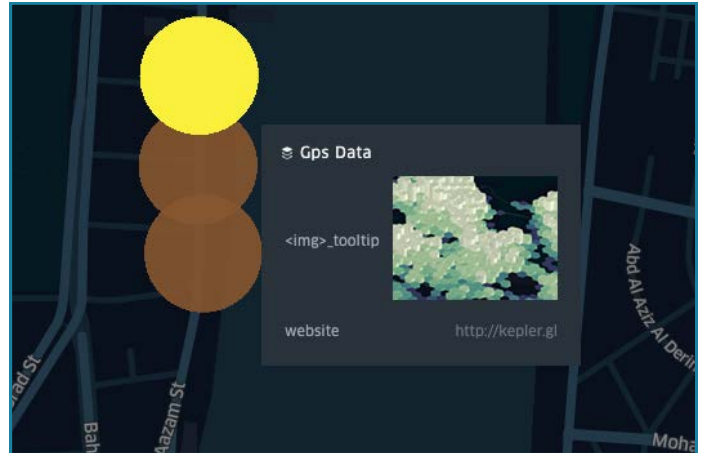 Gps Data
<img>_tooltip
website http://kepler.gl
Abd Al Aziz Al Derin
rad St
Bah
Aazam St
Moha